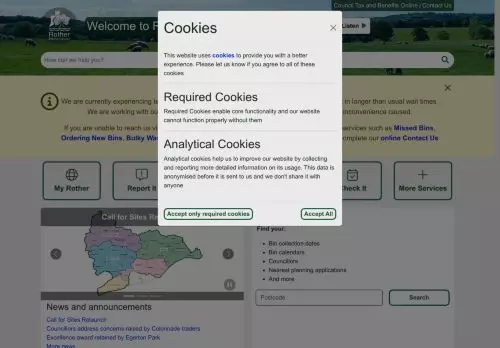 Council Tax and Benefits Online | Contact Us
Rother
Welcome to R
Listen
How can we help you?
Cookies
×
This website uses cookies to provide you with a better
experience. Please let us know if you agree to all of these
cookies
Required Cookies
Required Cookies enable core functionality and our website
cannot function properly without them
Analytical Cookies
Analytical cookies help us to improve our website by collecting
and reporting more detailed information on its usage. This data is
anonymised before it is sent to us and we don't share it with
anyone
Accept only required cookies
Accept All
We are currently experiencing
in longer than usual wait times
We are working with ou
inconvenience caused.
If you are unable to reach us vi
services such as Missed Bins,
Ordering New Bins, Bulky Wa
complete our online Contact Us
My Rother
Report it
Check It
More Services
Call for Sites Relaun
Find your:
Bin collection dates
Bin calendars
Councillors
Nearest planning applications
And more
Postcode
Search
News and announcements
Call for Sites Relaunch
Councillors address concerns raised by Colonnade traders
Excellence award retained by Egerton Park
More news